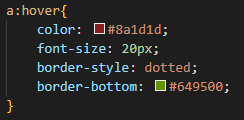 a:hover{
color: #8a1d1d;
font-size: 20px;
border-style: dotted;
border-bottom: #649500;
}